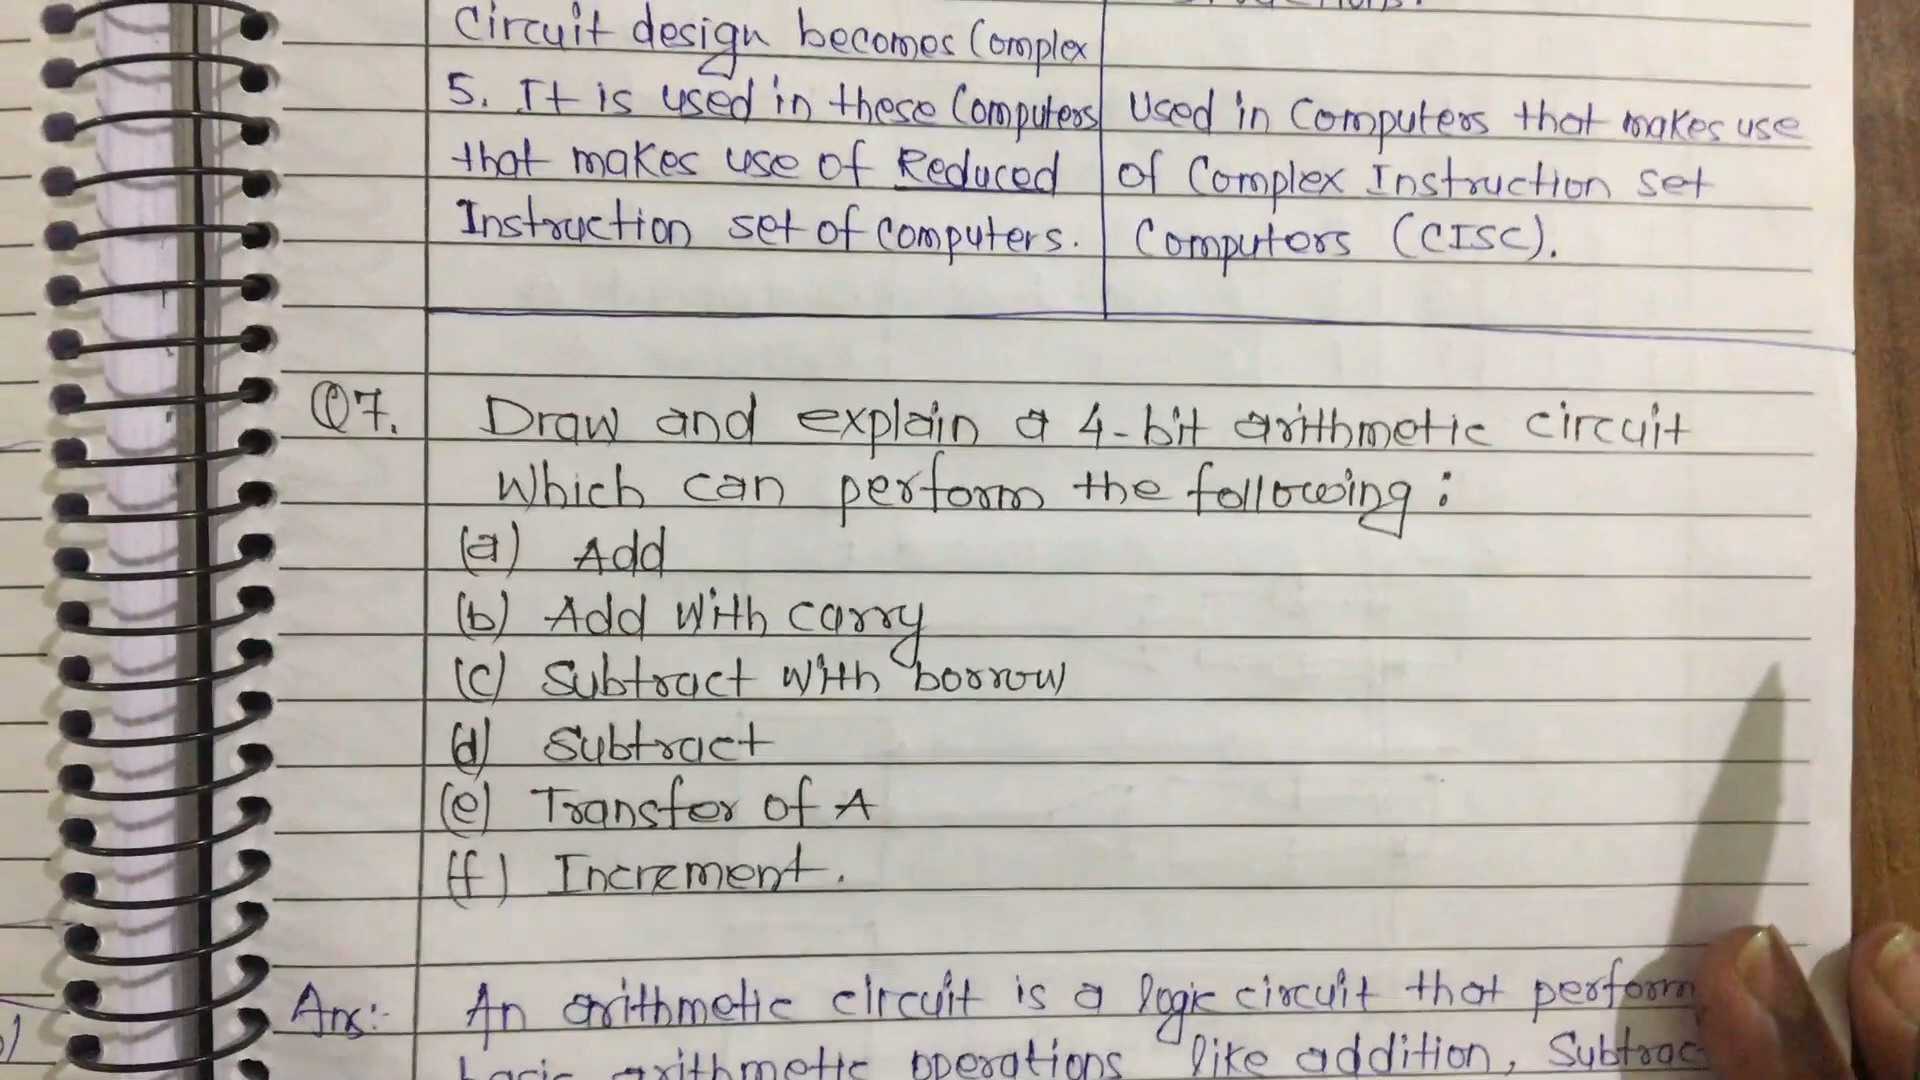 Circuit design becomes Complex
5. It is used in these Computers
that makes use of Reduced
Instruction set of computers.
Used in Computers that makes use
of Complex Instruction set
Computers (CISC).
Q7. Draw and explain a 4-bit arithmetic circuit
Which can perform the following:
(a) Add
(b) Add With carry
(c) Subtract With borrow
(d) Subtract
(e) Transfer of A
(f) Increment.
Ans:- An arithmetic circuit is a logic circuit that perform
basic arithmetic operations like addition, Subtrac